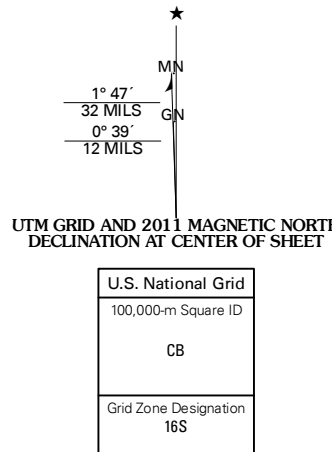 ★
MN
1° 47´
32 MILS
GN
0° 39´
12 MILS
UTM GRID AND 2011 MAGNETIC NORTH
DECLINATION AT CENTER OF SHEET
U.S. National Grid
100,000-m Square ID
CB
Grid Zone Designation
16S